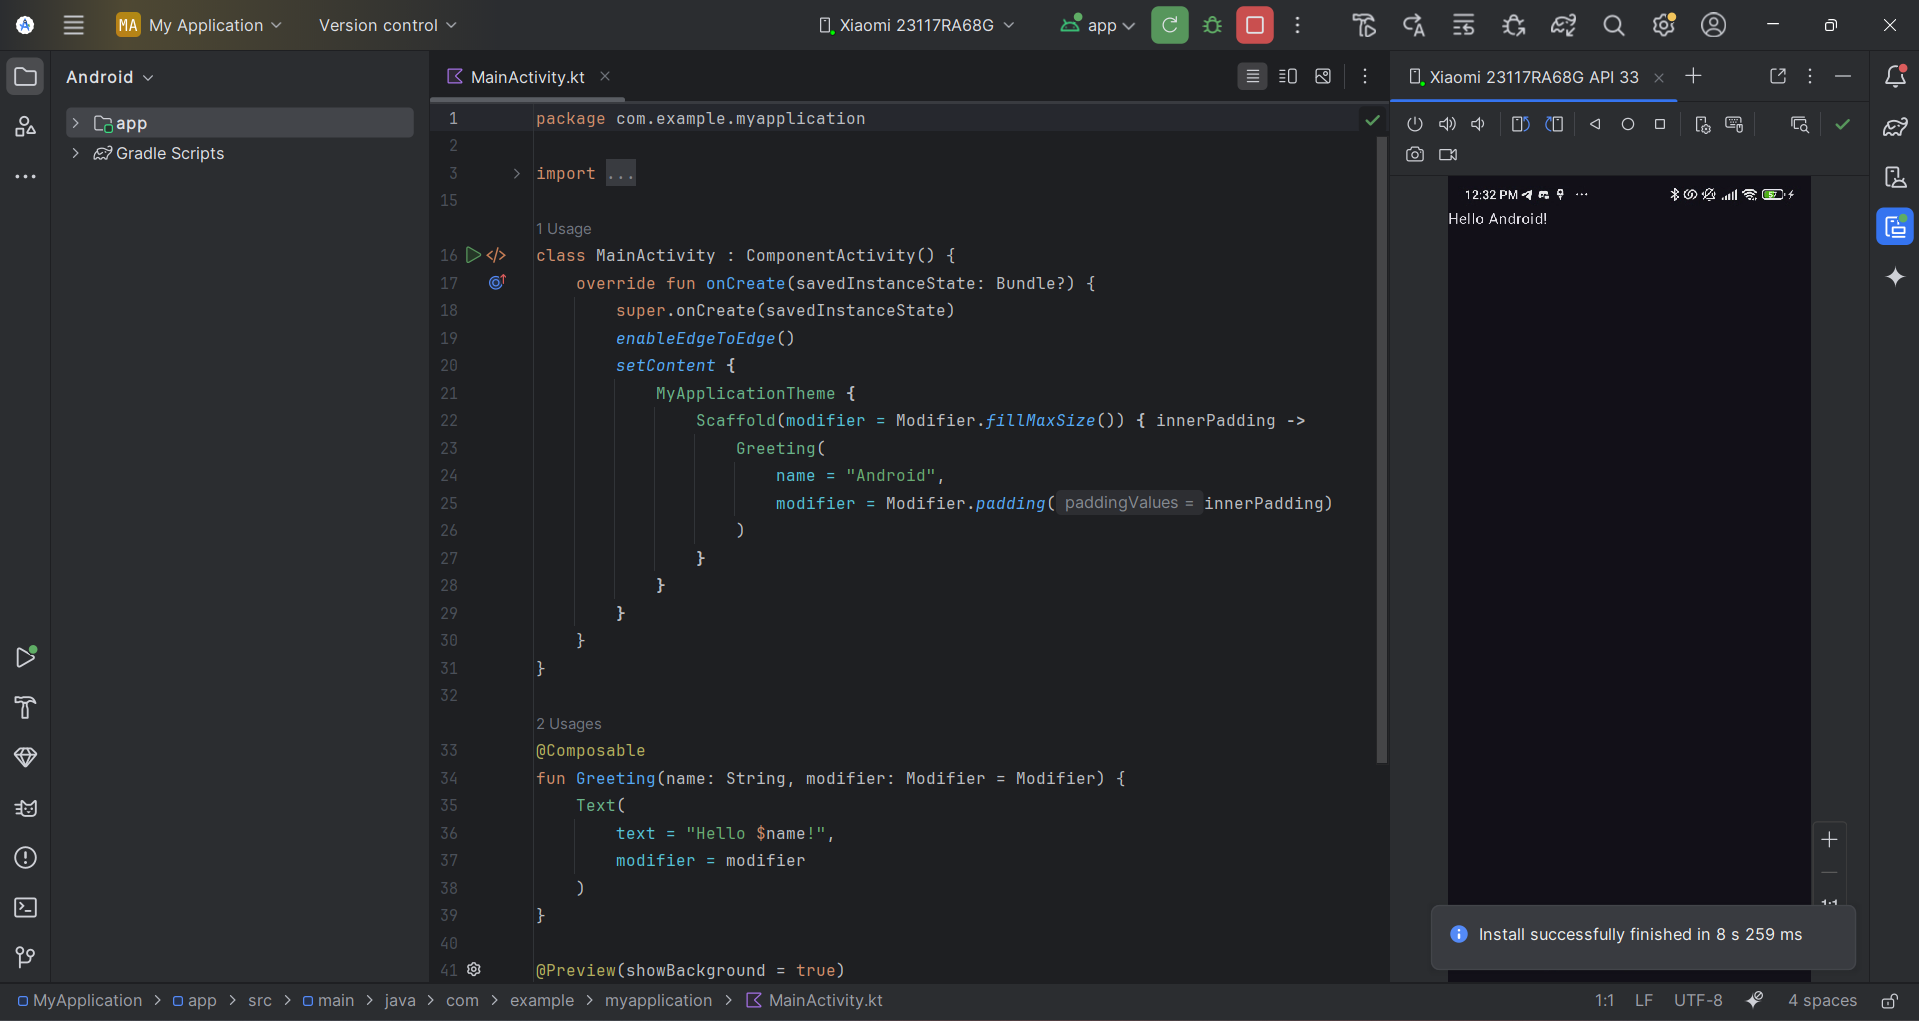 MA My Application Version control Xiaomi 23117RA68G app
Android
app
Gradle Scripts
MainActivity.kt
1 package com.example.myapplication
2
3 import ...
15
1 Usage
16 class MainActivity : ComponentActivity() {
17 override fun onCreate(savedInstanceState: Bundle?) {
18 super.onCreate(savedInstanceState)
19 enableEdgeToEdge()
20 setContent {
21 MyApplicationTheme {
22 Scaffold(modifier = Modifier.fillMaxSize()) { innerPadding ->
23 Greeting(
24 name = "Android",
25 modifier = Modifier.padding( paddingValues = innerPadding)
26 )
27 }
28 }
29 }
30 }
31 }
32
2 Usages
33 @Composable
34 fun Greeting(name: String, modifier: Modifier = Modifier) {
35 Text(
36 text = "Hello $name!",
37 modifier = modifier
38 )
39 }
40
41 @Preview(showBackground = true)
Xiaomi 23117RA68G API 33
12:32 PM 57
Hello Android!
1:1
Install successfully finished in 8 s 259 ms
MyApplication > app > src > main > java > com > example > myapplication > MainActivity.kt
1:1 LF UTF-8 4 spaces